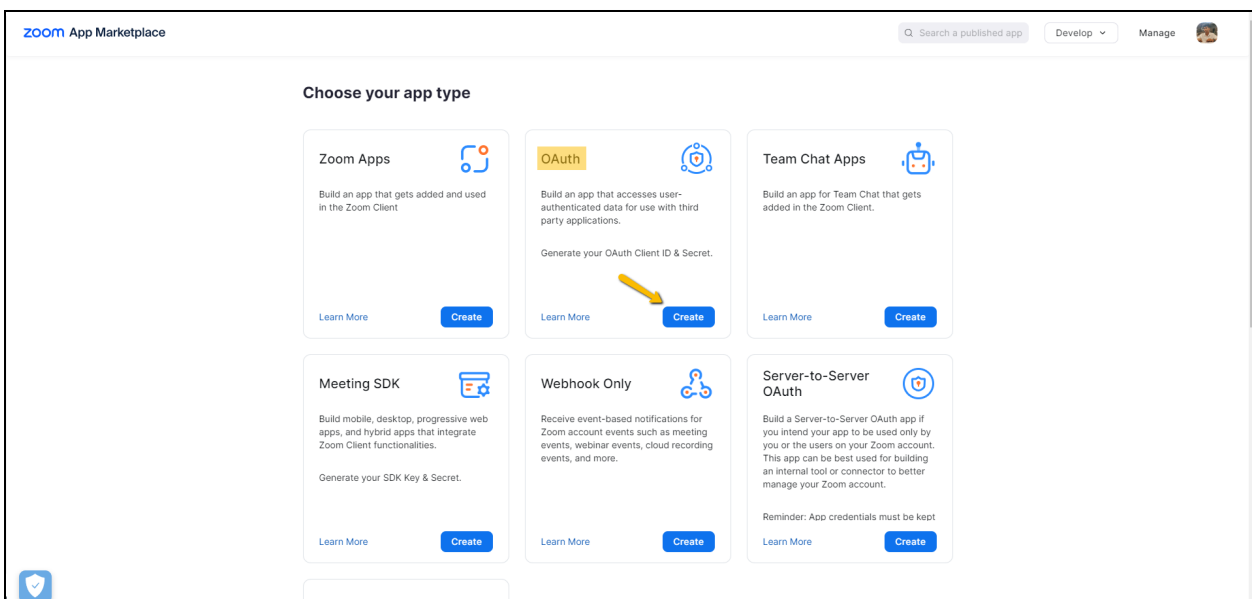 zoom App Marketplace
Search a published app
Develop
Manage
Choose your app type
Zoom Apps
Build an app that gets added and used
in the Zoom Client
Learn More
Create
OAuth
Build an app that accesses user-
authenticated data for use with third
party applications.
Generate your OAuth Client ID & Secret.
Learn More
Create
Team Chat Apps
Build an app for Team Chat that gets
added in the Zoom Client.
Learn More
Create
Meeting SDK
Build mobile, desktop, progressive web
apps, and hybrid apps that integrate
Zoom Client functionalities.
Generate your SDK Key & Secret.
Learn More
Create
Webhook Only
Receive event-based notifications for
Zoom account events such as meeting
events, webinar events, cloud recording
events, and more.
Learn More
Create
Server-to-Server
OAuth
Build a Server-to-Server OAuth app if
you intend your app to be used only by
you or the users on your Zoom account.
This app can be best used for building
an internal tool or connector to better
manage your Zoom account.
Reminder: App credentials must be kept
Learn More
Create